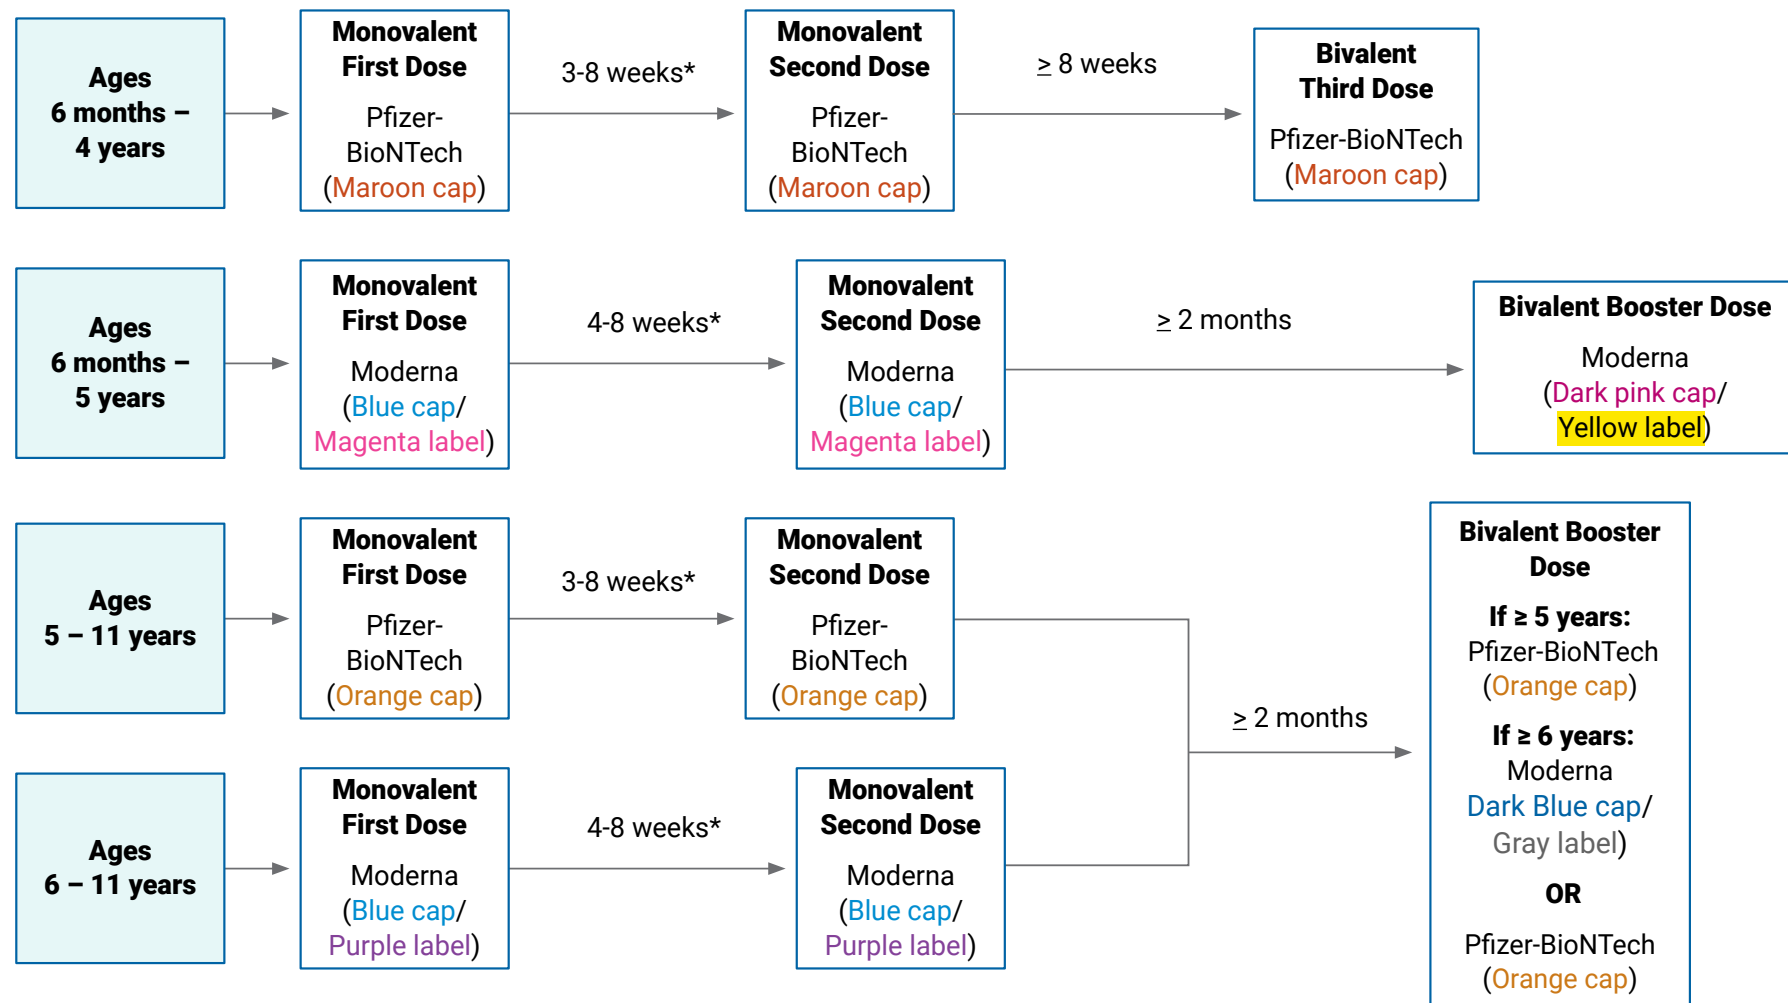 Ages
6 months –
4 years
Monovalent
First Dose
Pfizer-
BioNTech
(Maroon cap)
3-8 weeks*
Monovalent
Second Dose
Pfizer-
BioNTech
(Maroon cap)
≥ 8 weeks
Bivalent
Third Dose
Pfizer-BioNTech
(Maroon cap)
Ages
6 months –
5 years
Monovalent
First Dose
Moderna
(Blue cap/
Magenta label)
4-8 weeks*
Monovalent
Second Dose
Moderna
(Blue cap/
Magenta label)
≥ 2 months
Bivalent Booster Dose
Moderna
(Dark pink cap/
Yellow label)
Ages
5 – 11 years
Monovalent
First Dose
Pfizer-
BioNTech
(Orange cap)
3-8 weeks*
Monovalent
Second Dose
Pfizer-
BioNTech
(Orange cap)
Ages
6 – 11 years
Monovalent
First Dose
Moderna
(Blue cap/
Purple label)
4-8 weeks*
Monovalent
Second Dose
Moderna
(Blue cap/
Purple label)
≥ 2 months
Bivalent Booster
Dose
If ≥ 5 years:
Pfizer-BioNTech
(Orange cap)
If ≥ 6 years:
Moderna
Dark Blue cap/
Gray label)
OR
Pfizer-BioNTech
(Orange cap)